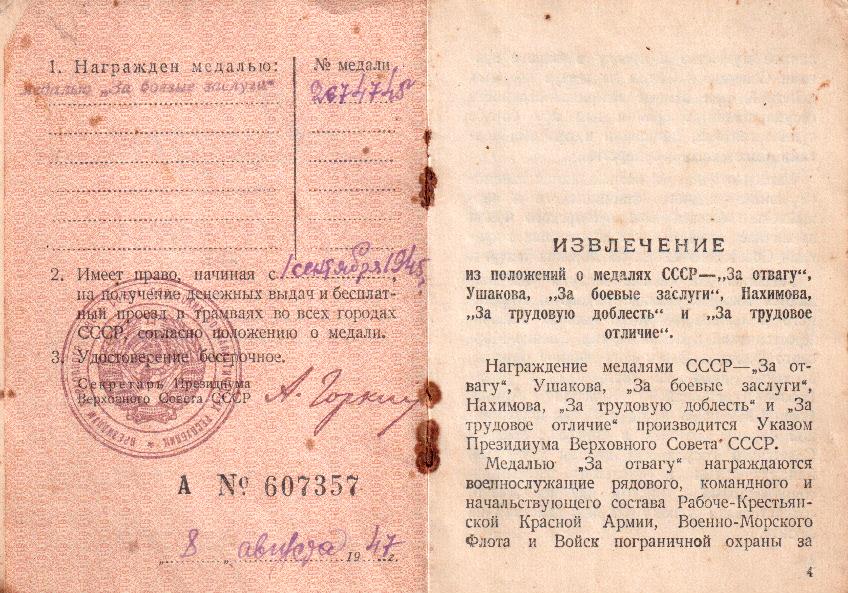 1. Награжден медалью:
№ медали
медалью „За боевые заслуги“
2674745
2. Имеет право, начиная с 1 сентября 1945,
на получение денежных выдач и бесплат-
ный проезд в трамваях во всех городах
СССР, согласно положению о медали.
3. Удостоверение бессрочное.
Секретарь Президиума
Верховного Совета СССР
А. Горкин
А № 607357
„ 8 „ августа 1947 г.
ИЗВЛЕЧЕНИЕ
из положений о медалях СССР—„За отвагу“,
Ушакова, „За боевые заслуги“, Нахимова,
„За трудовую доблесть“ и „За трудовое
отличие“.
Награждение медалями СССР—„За от-
вагу“, Ушакова, „За боевые заслуги“,
Нахимова, „За трудовую доблесть“ и „За
трудовое отличие“ производится Указом
Президиума Верховного Совета СССР.
Медалью „За отвагу“ награждаются
военнослужащие рядового, командного и
начальствующего состава Рабоче-Крестьян-
ской Красной Армии, Военно-Морского
Флота и Войск пограничной охраны за
4